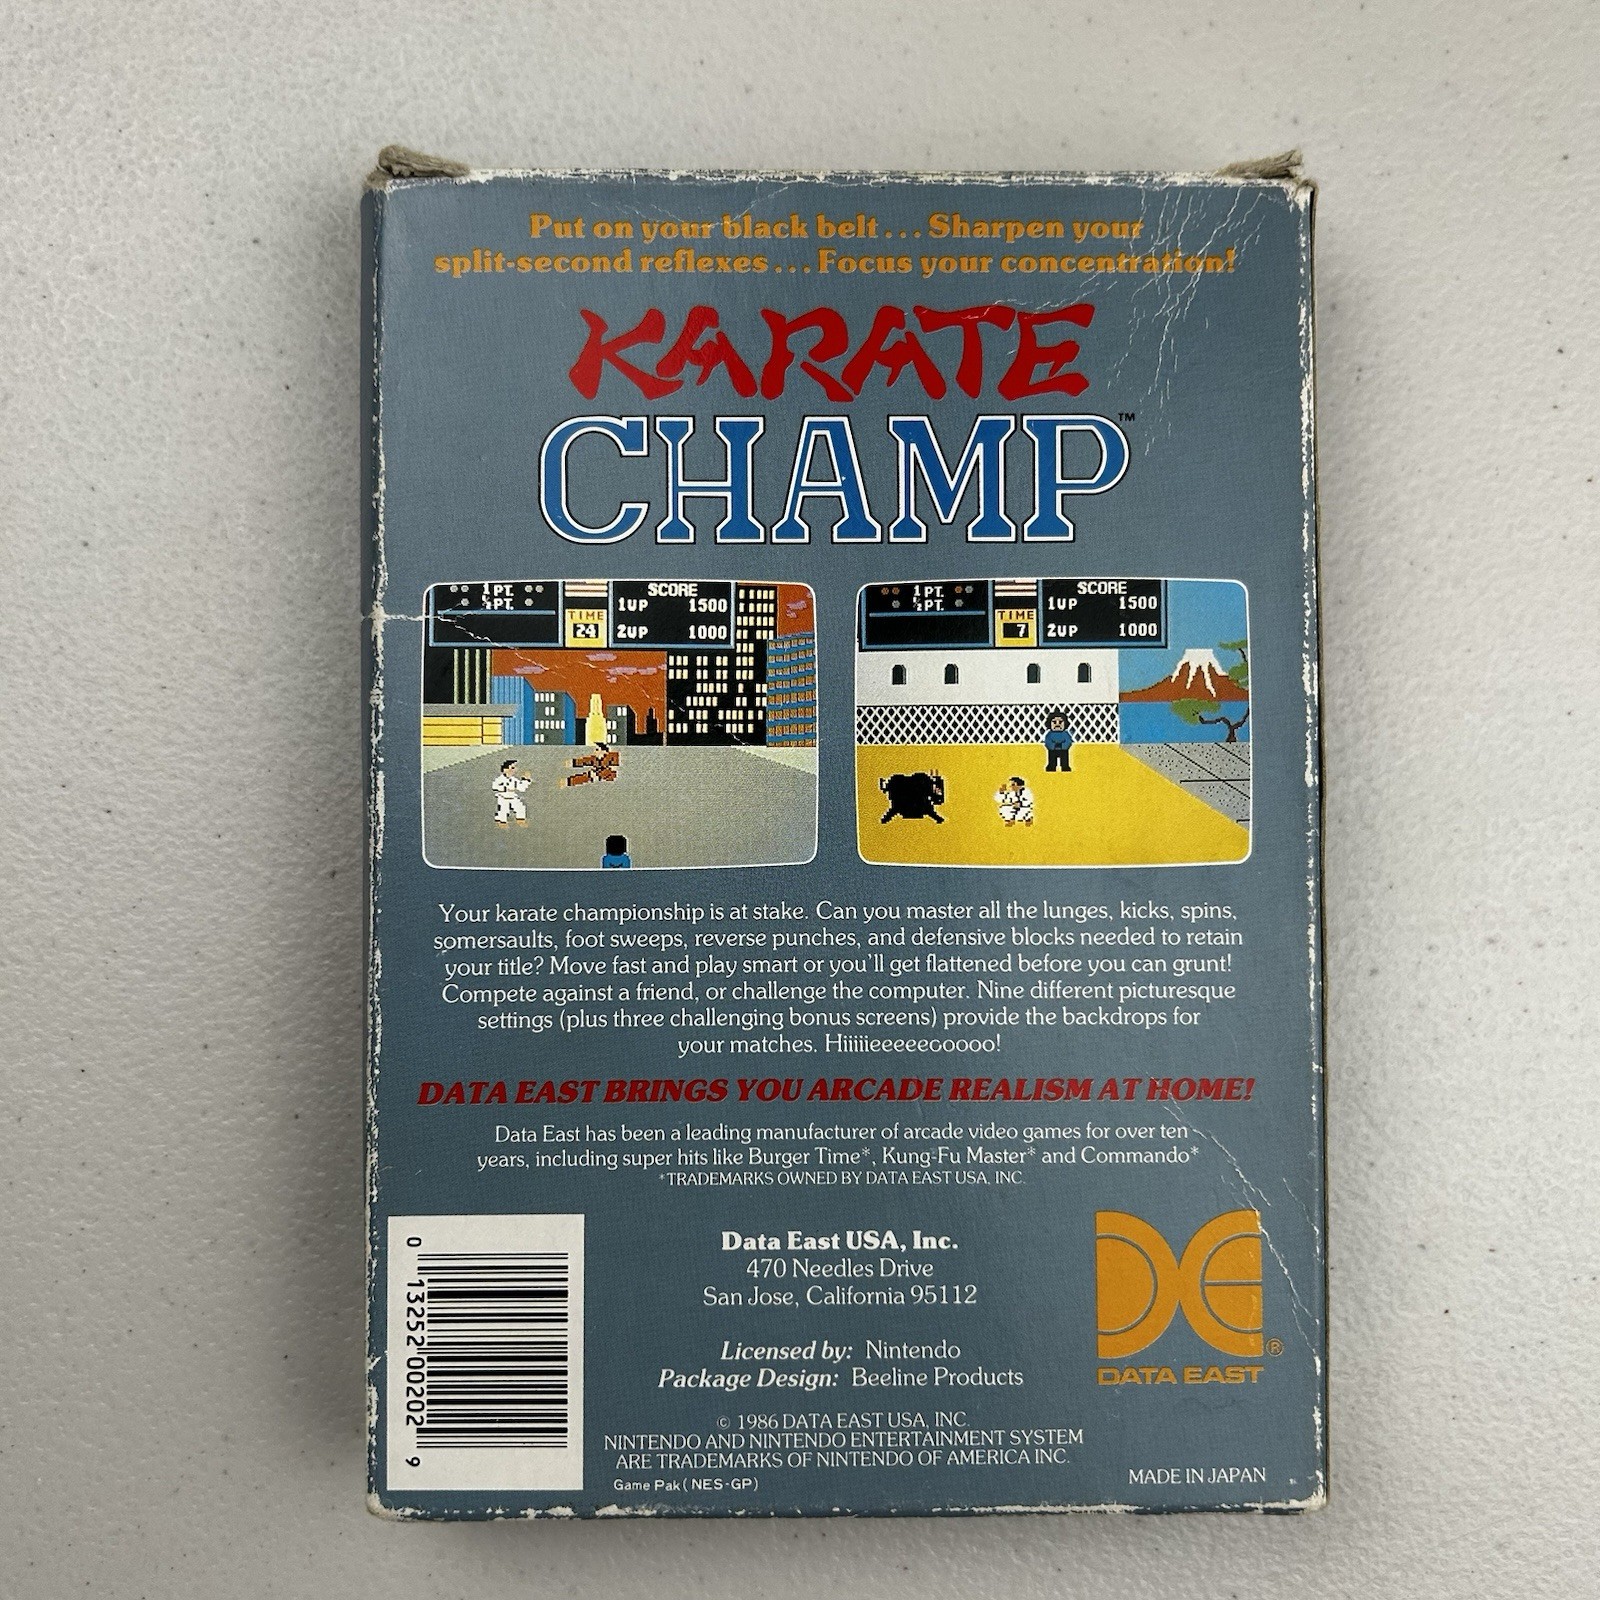 Put on your black belt... Sharpen your
split-second reflexes... Focus your concentration!
KARATE
CHAMP™
1 PT.
½ PT.
TIME
24
SCORE
1UP 1500
2UP 1000
1 PT.
½ PT.
TIME
7
SCORE
1UP 1500
2UP 1000
Your karate championship is at stake. Can you master all the lunges, kicks, spins,
somersaults, foot sweeps, reverse punches, and defensive blocks needed to retain
your title? Move fast and play smart or you'll get flattened before you can grunt!
Compete against a friend, or challenge the computer. Nine different picturesque
settings (plus three challenging bonus screens) provide the backdrops for
your matches. Hiiiiieeeeeooooo!
DATA EAST BRINGS YOU ARCADE REALISM AT HOME!
Data East has been a leading manufacturer of arcade video games for over ten
years, including super hits like Burger Time*, Kung-Fu Master* and Commando*
*TRADEMARKS OWNED BY DATA EAST USA, INC.
Data East USA, Inc.
470 Needles Drive
San Jose, California 95112
Licensed by: Nintendo
Package Design: Beeline Products
© 1986 DATA EAST USA, INC.
NINTENDO AND NINTENDO ENTERTAINMENT SYSTEM
ARE TRADEMARKS OF NINTENDO OF AMERICA INC.
Game Pak (NES-GP)
0 13252 00202 9
DE®
DATA EAST
MADE IN JAPAN